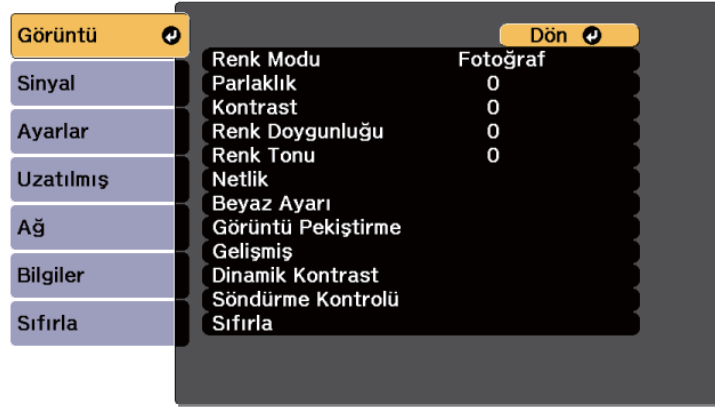 Görüntü
Sinyal
Ayarlar
Uzatılmış
Ağ
Bilgiler
Sıfırla
Dön
Renk Modu Fotoğraf
Parlaklık 0
Kontrast 0
Renk Doygunluğu 0
Renk Tonu 0
Netlik
Beyaz Ayarı
Görüntü Pekiştirme
Gelişmiş
Dinamik Kontrast
Söndürme Kontrolü
Sıfırla